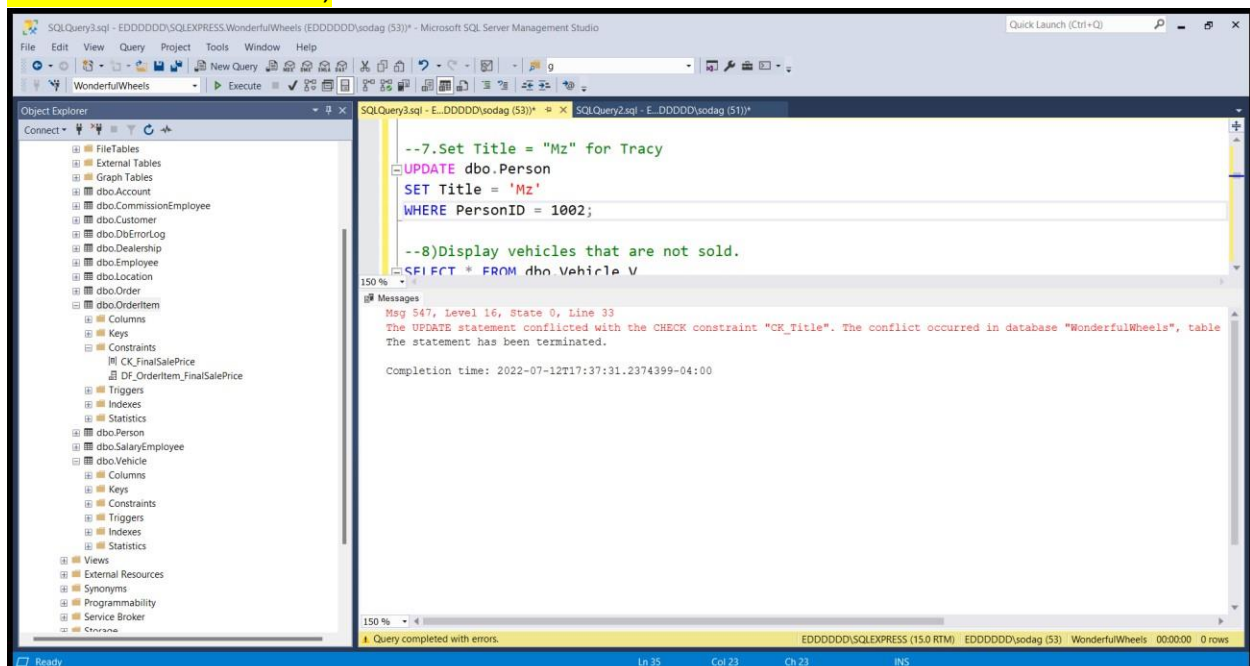 SQLQuery3.sql - EDDDDDD\SQLEXPRESS.WonderfulWheels (EDDDDDD\sodag (53))* - Microsoft SQL Server Management Studio
Quick Launch (Ctrl+Q)
File Edit View Query Project Tools Window Help
New Query
g
WonderfulWheels
Execute
Object Explorer
Connect
FileTables
External Tables
Graph Tables
dbo.Account
dbo.CommissionEmployee
dbo.Customer
dbo.DbErrorLog
dbo.Dealership
dbo.Employee
dbo.Location
dbo.Order
dbo.OrderItem
Columns
Keys
Constraints
CK_FinalSalePrice
DF_OrderItem_FinalSalePrice
Triggers
Indexes
Statistics
dbo.Person
dbo.SalaryEmployee
dbo.Vehicle
Columns
Keys
Constraints
Triggers
Indexes
Statistics
Views
External Resources
Synonyms
Programmability
Service Broker
Storage
SQLQuery3.sql - E...DDDDD\sodag (53))* SQLQuery2.sql - E...DDDDD\sodag (51))*
--7.Set Title = "Mz" for Tracy
UPDATE dbo.Person
SET Title = 'Mz'
WHERE PersonID = 1002;
--8)Display vehicles that are not sold.
SELECT * FROM dbo.Vehicle V
150 %
Messages
Msg 547, Level 16, State 0, Line 33
The UPDATE statement conflicted with the CHECK constraint "CK_Title". The conflict occurred in database "WonderfulWheels", table
The statement has been terminated.
Completion time: 2022-07-12T17:37:31.2374399-04:00
150 %
Query completed with errors.
EDDDDDD\SQLEXPRESS (15.0 RTM) EDDDDDD\sodag (53) WonderfulWheels 00:00:00 0 rows
Ready
Ln 35 Col 23 Ch 23 INS